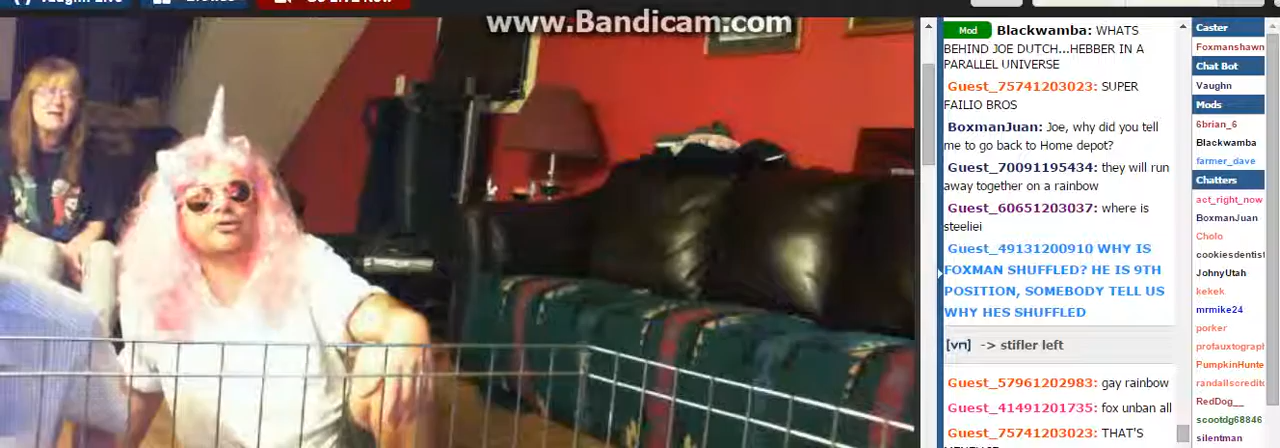 www.Bandicam.com
Mod Blackwamba: WHATS
BEHIND JOE DUTCH...HEBBER IN A
PARALLEL UNIVERSE
Guest_75741203023: SUPER
FAILIO BROS
BoxmanJuan: Joe, why did you tell
me to go back to Home depot?
Guest_70091195434: they will run
away together on a rainbow
Guest_60651203037: where is
steeliei
Guest_49131200910 WHY IS
FOXMAN SHUFFLED? HE IS 9TH
POSITION, SOMEBODY TELL US
WHY HES SHUFFLED
[vn] -> stifler left
Guest_57961202983: gay rainbow
Guest_41491201735: fox unban all
Guest_75741203023: THAT'S
Caster
Foxmanshawn
Chat Bot
Vaughn
Mods
6brian_6
Blackwamba
farmer_dave
Chatters
act_right_now
BoxmanJuan
Cholo
cookiesdentist
JohnyUtah
kekek
mrmike24
porker
profauxtograph
PumpkinHunte
randallscredit
RedDog__
scootdg68846
silentman